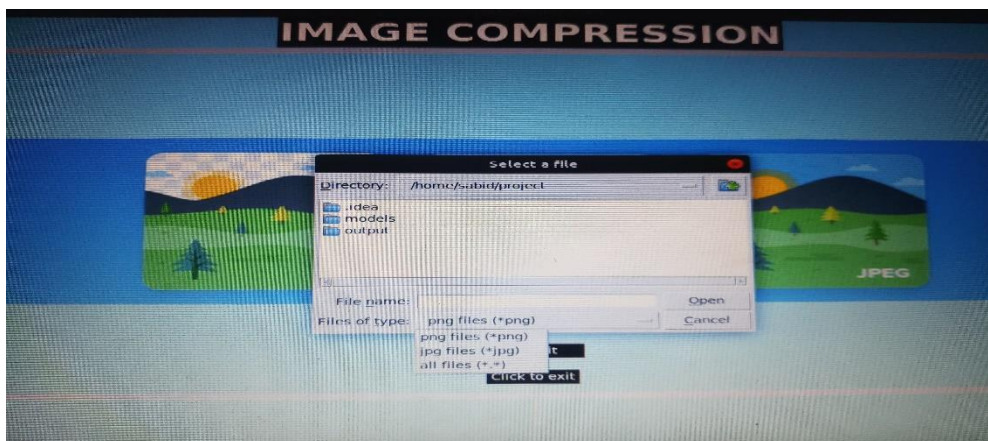 IMAGE COMPRESSION
Select a file
Directory: /home/sabid/project
.idea
models
output
File name: Open
Files of type: png files (*png) Cancel
png files (*png)
jpg files (*jpg)
all files (*.*)
it
Click to exit
JPEG